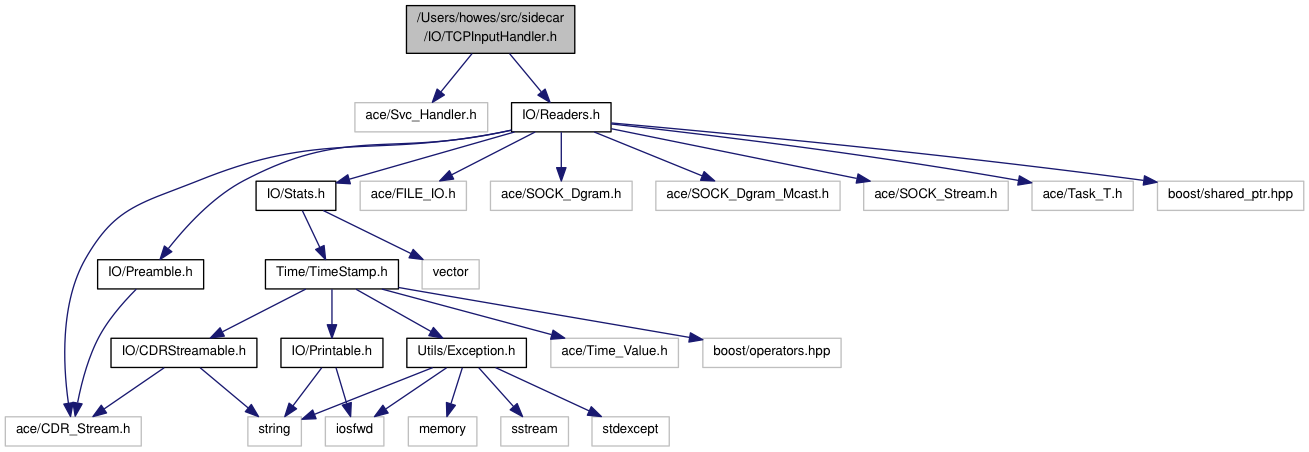 /Users/howes/src/sidecar
/IO/TCPInputHandler.h
ace/Svc_Handler.h
IO/Readers.h
IO/Stats.h
ace/FILE_IO.h
ace/SOCK_Dgram.h
ace/SOCK_Dgram_Mcast.h
ace/SOCK_Stream.h
ace/Task_T.h
boost/shared_ptr.hpp
IO/Preamble.h
Time/TimeStamp.h
vector
IO/CDRStreamable.h
IO/Printable.h
Utils/Exception.h
ace/Time_Value.h
boost/operators.hpp
ace/CDR_Stream.h
string
iosfwd
memory
sstream
stdexcept